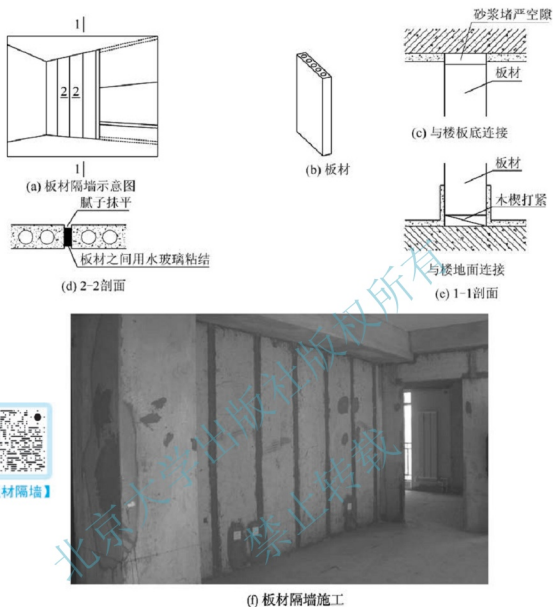 1
2 2
1
(a) 板材隔墙示意图
(b) 板材
砂浆堵严空隙
板材
(c) 与楼板底连接
腻子抹平
板材之间用水玻璃粘结
(d) 2-2剖面
板材
木楔打紧
与楼地面连接
(e) 1-1剖面
材隔墙】
北京大学出版社版权所有
禁止转载
(f) 板材隔墙施工